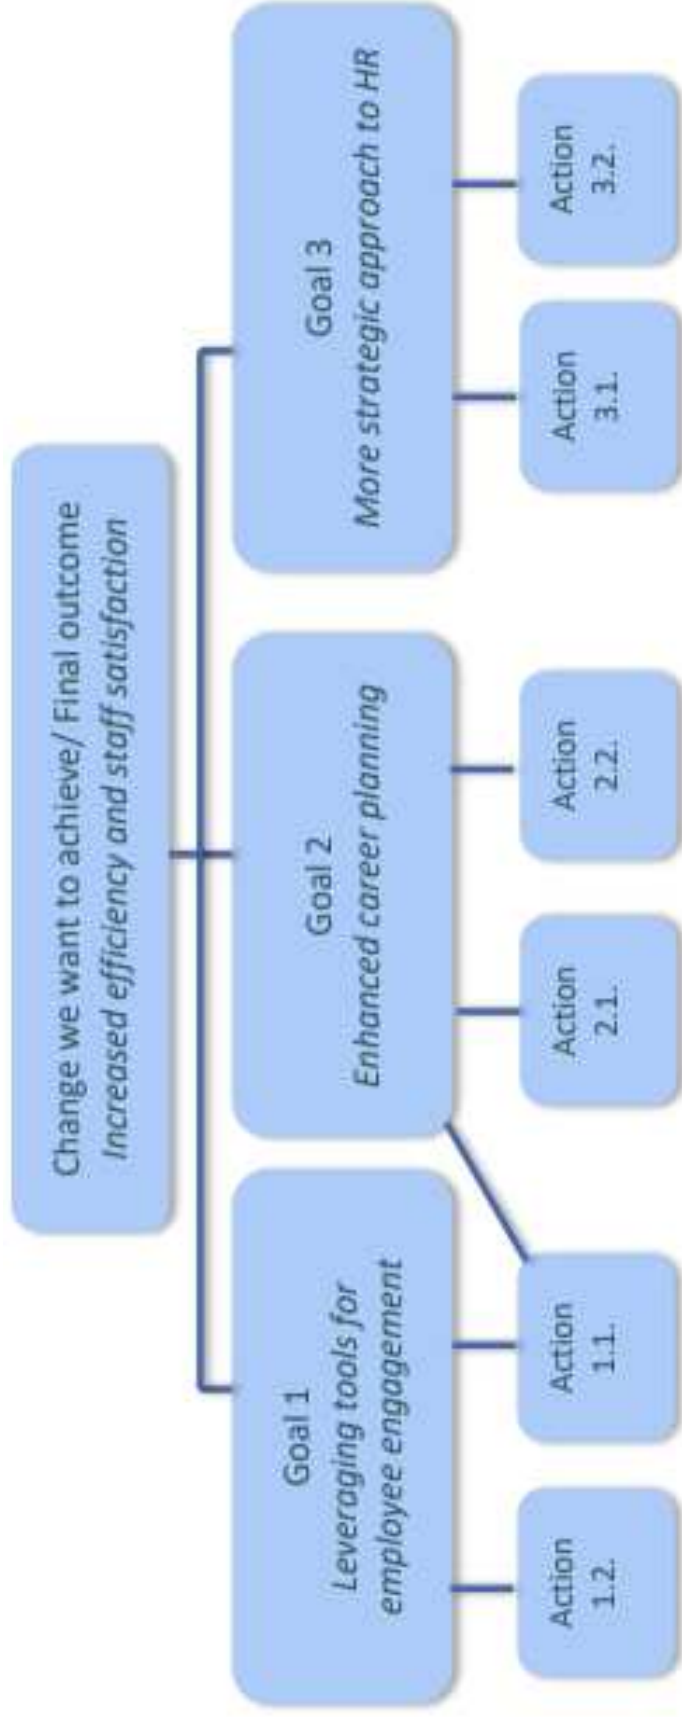 Change we want to achieve/ Final outcome
Increased efficiency and staff satisfaction
Goal 1
Leveraging tools for
employee engagement
Goal 2
Enhanced career planning
Goal 3
More strategic approach to HR
Action
1.2.
Action
1.1.
Action
2.1.
Action
2.2.
Action
3.1.
Action
3.2.